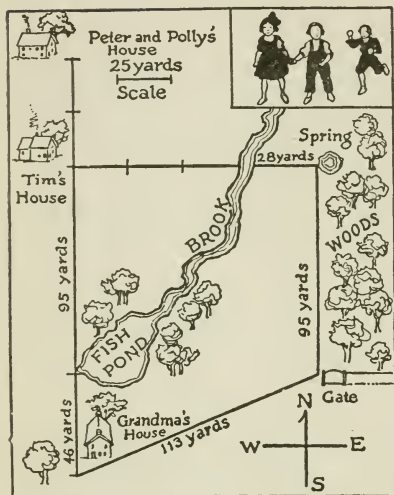 Peter and Polly's
House
25 yards
Scale
Spring
28 yards
Tim's
House
BROOK
WOODS
95 yards
95 yards
FISH
POND
Gate
Grandma's
House
46 yards
113 yards
N
W E
S